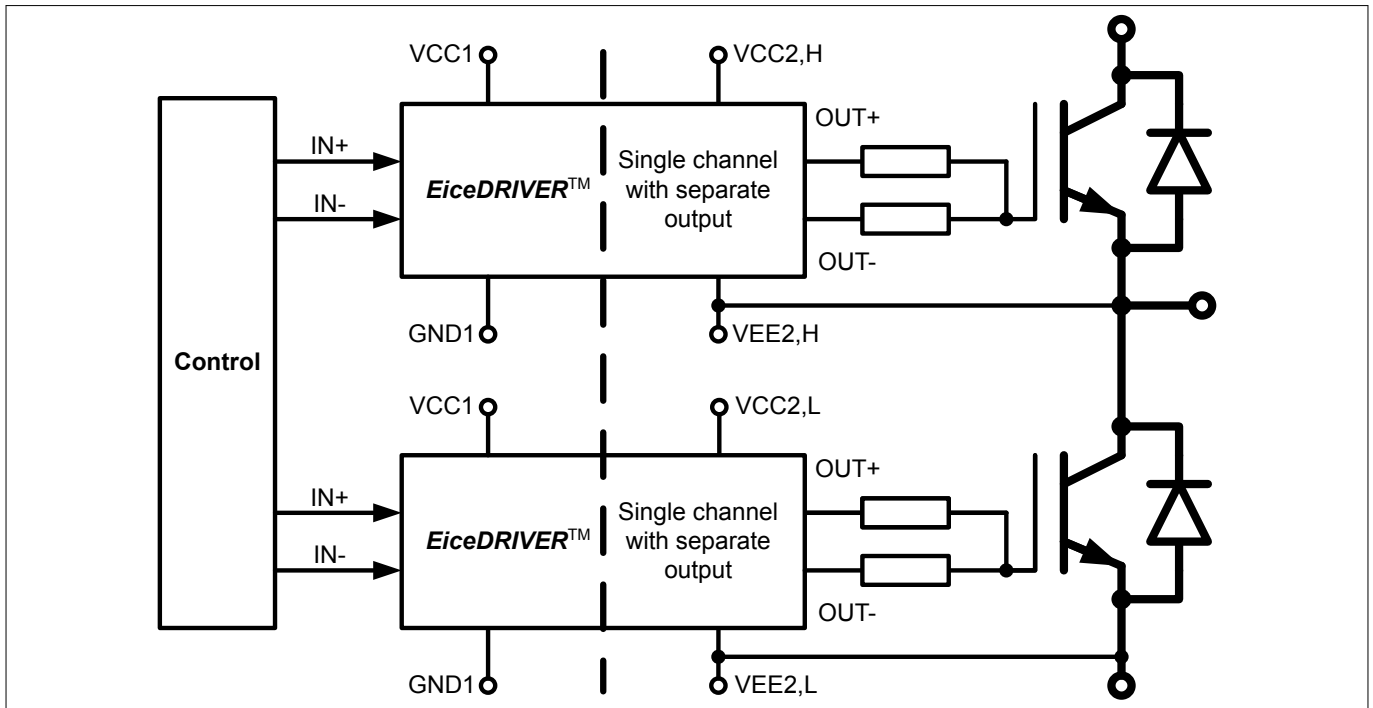 VCC1
VCC2,H
OUT+
IN+
IN-
EiceDRIVER™
Single channel
with separate
output
OUT-
GND1
VEE2,H
Control
VCC1
VCC2,L
OUT+
IN+
IN-
EiceDRIVER™
Single channel
with separate
output
OUT-
GND1
VEE2,L